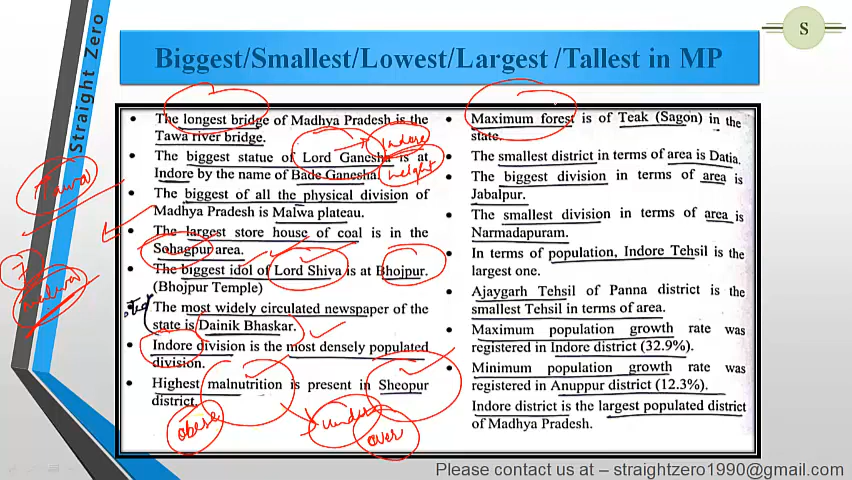 S
Straight Zero
Biggest/Smallest/Lowest/Largest /Tallest in MP
• The longest bridge of Madhya Pradesh is the
Tawa river bridge.
• The biggest statue of Lord Ganesha is at
Indore by the name of Bade Ganesha.
• The biggest of all the physical division of
Madhya Pradesh is Malwa plateau.
• The largest store house of coal is in the
Sohagpur area.
• The biggest idol of Lord Shiva is at Bhojpur.
(Bhojpur Temple)
• The most widely circulated newspaper of the
state is Dainik Bhaskar.
• Indore division is the most densely populated
division.
• Highest malnutrition is present in Sheopur
district.
• Maximum forest is of Teak (Sagon) in the
state.
• The smallest district in terms of area is Datia.
• The biggest division in terms of area is
Jabalpur.
• The smallest division in terms of area is
Narmadapuram.
• In terms of population, Indore Tehsil is the
largest one.
• Ajaygarh Tehsil of Panna district is the
smallest Tehsil in terms of area.
• Maximum population growth rate was
registered in Indore district (32.9%).
• Minimum population growth rate was
registered in Anuppur district (12.3%).
Indore district is the largest populated district
of Madhya Pradesh.
Indore
height
Tawa
7
malwa
obese
under
over
Please contact us at – straightzero1990@gmail.com